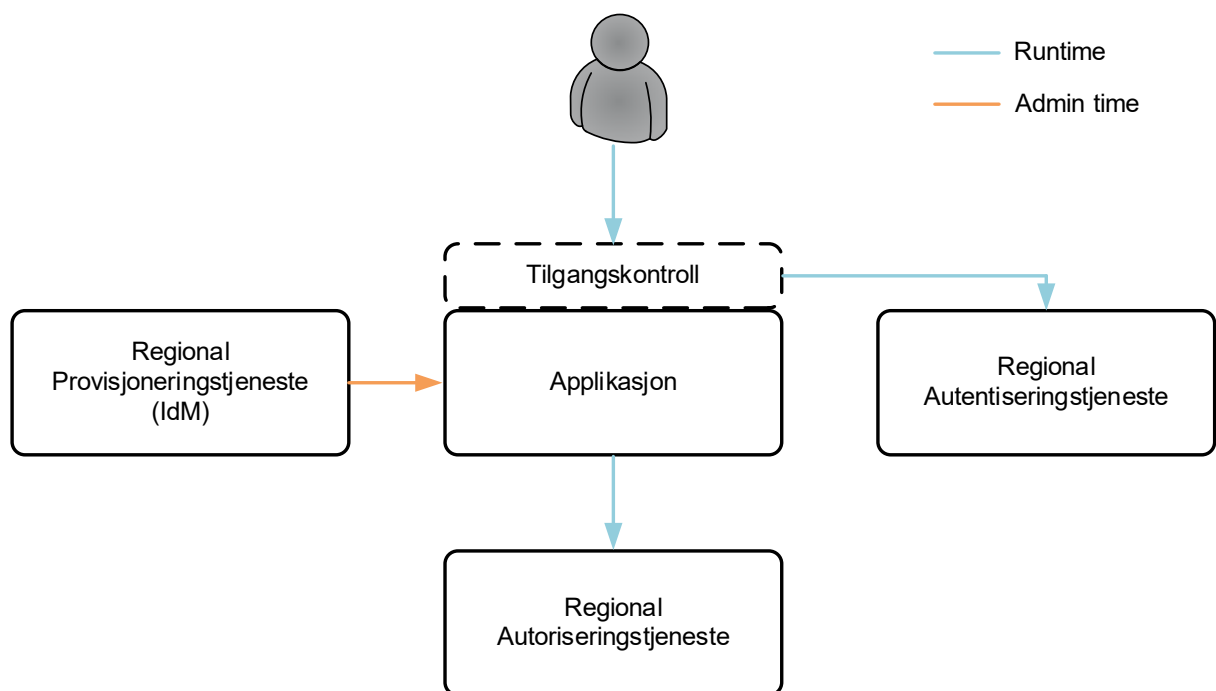 Runtime
Admin time
Tilgangskontroll
Regional
Provisjoneringstjeneste
(IdM)
Applikasjon
Regional
Autentiseringstjeneste
Regional
Autoriseringstjeneste